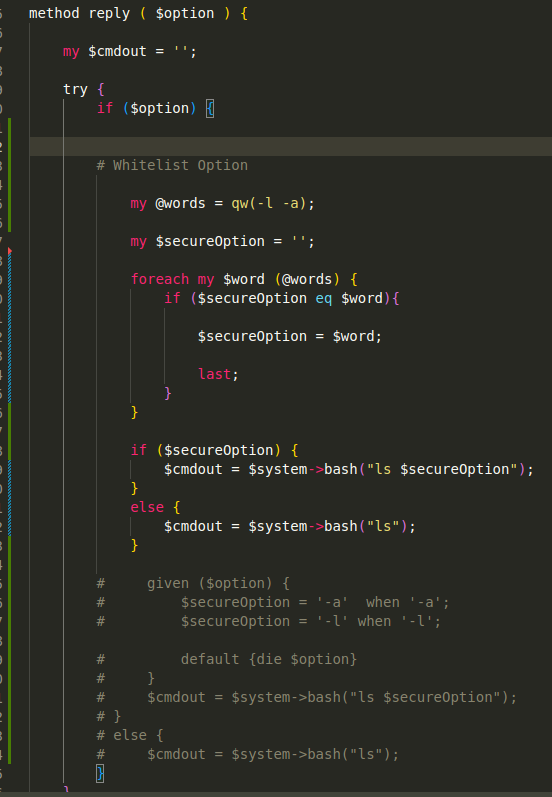 method reply ( $option ) {
my $cmdout = '';
try {
if ($option) {
# Whitelist Option
my @words = qw(-l -a);
my $secureOption = '';
foreach my $word (@words) {
if ($secureOption eq $word){
$secureOption = $word;
last;
}
}
if ($secureOption) {
$cmdout = $system->bash("ls $secureOption");
}
else {
$cmdout = $system->bash("ls");
}
#     given ($option) {
#         $secureOption = '-a'  when '-a';
#         $secureOption = '-l' when '-l';
#         default {die $option}
#     }
#     $cmdout = $system->bash("ls $secureOption");
# }
# else {
#     $cmdout = $system->bash("ls");
}
}